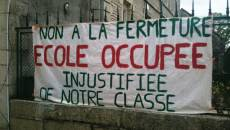 NON A LA FERMETURE
ECOLE OCCUPEE
INJUSTIFIEE
DE NOTRE CLASSE